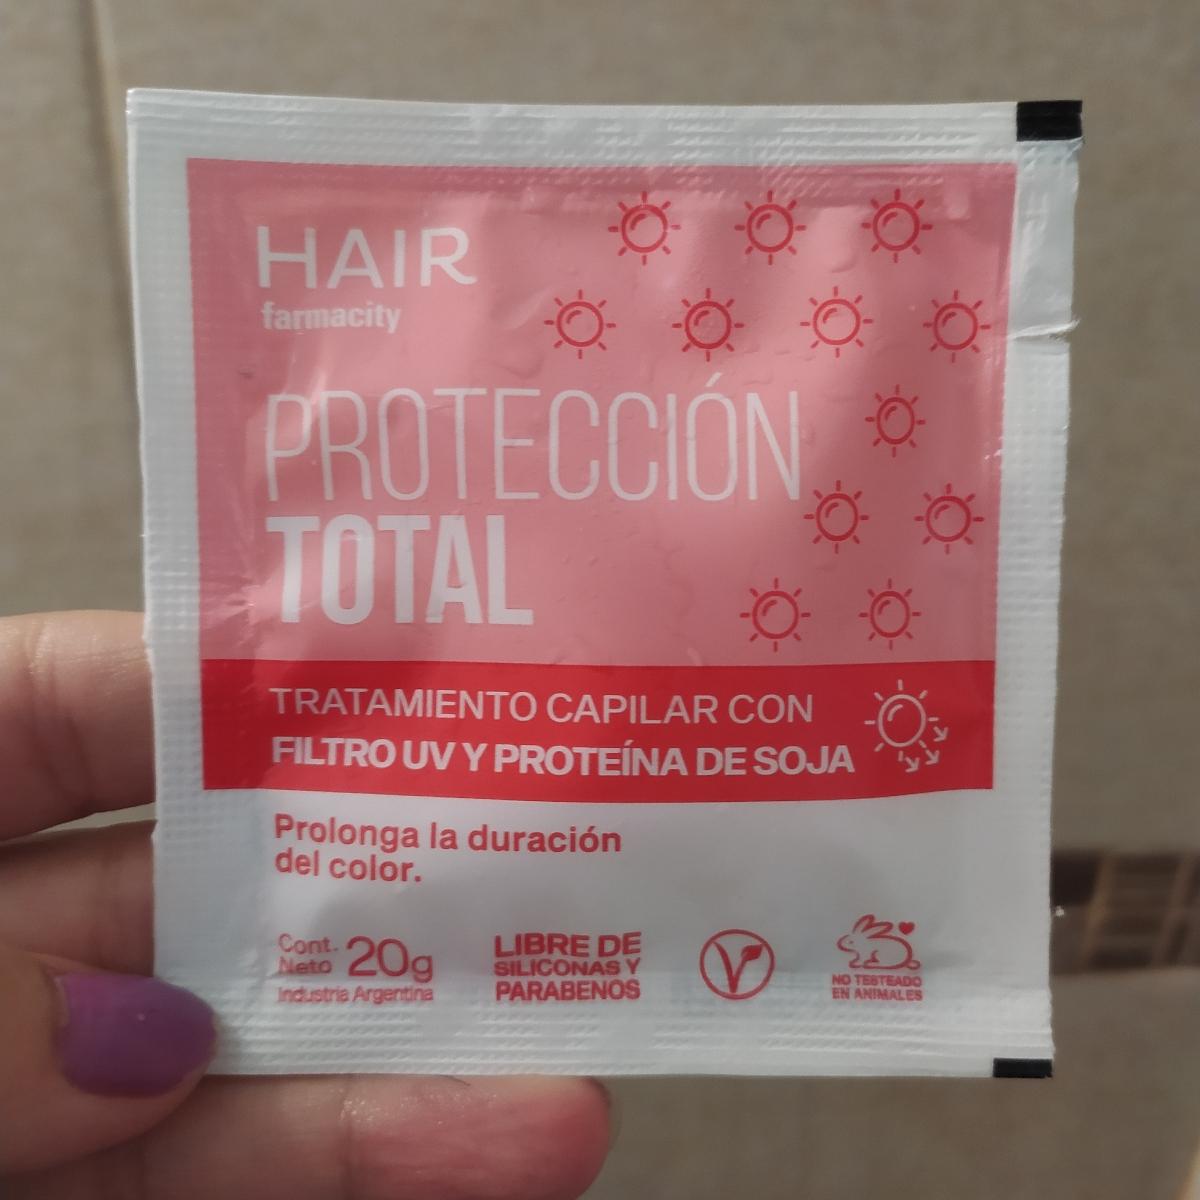 HAIR
farmacity
PROTECCIÓN
TOTAL
TRATAMIENTO CAPILAR CON
FILTRO UV Y PROTEÍNA DE SOJA
Prolonga la duración
del color.
Cont.
Neto 20g
Industria Argentina
LIBRE DE
SILICONAS Y
PARABENOS
NO TESTEADO
EN ANIMALES